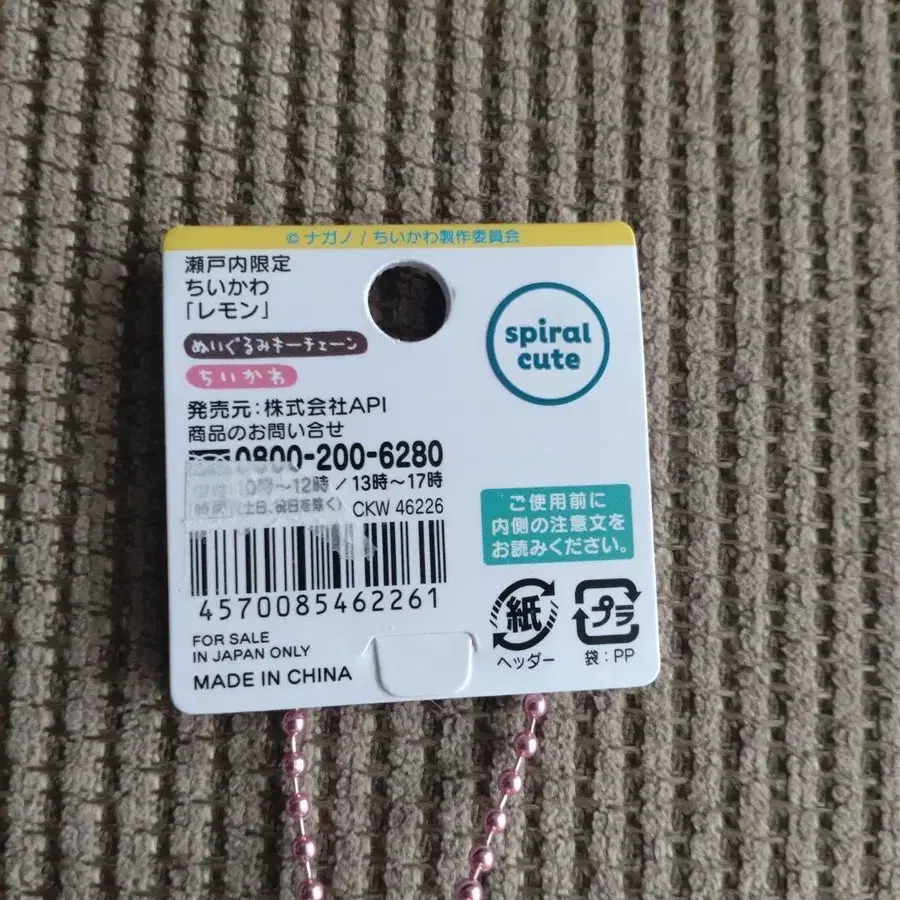 © ナガノ / ちいかわ製作委員会
瀬戸内限定
ちいかわ
「レモン」
ぬいぐるみキーチェーン
ちいかわ
spiral
cute
発売元:株式会社API
商品のお問い合せ
0800-200-6280
0時~12時 / 13時~17時
(土日、祝日を除く) CKW 46226
4570085462261
FOR SALE
IN JAPAN ONLY
MADE IN CHINA
ご使用前に
内側の注意文を
お読みください。
紙
ヘッダー
プラ
袋:PP